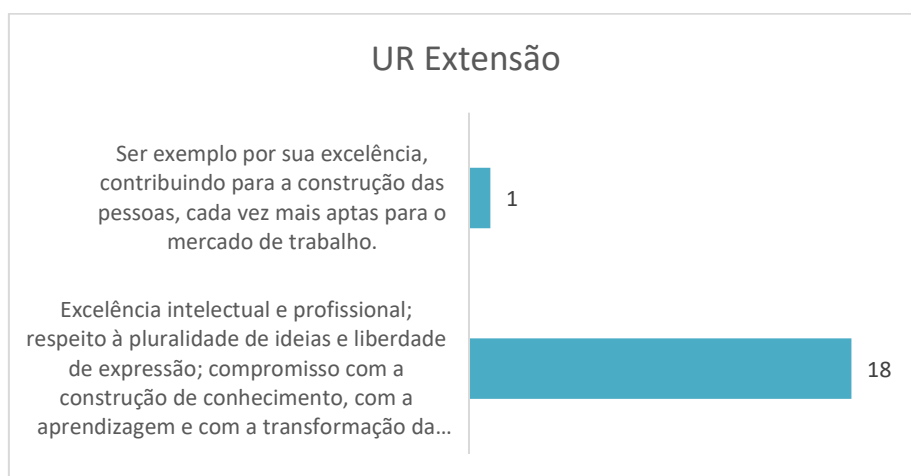 UR Extensão
Ser exemplo por sua excelência,
contribuindo para a construção das
pessoas, cada vez mais aptas para o
mercado de trabalho.
1
Excelência intelectual e profissional;
respeito à pluralidade de ideias e liberdade
de expressão; compromisso com a
construção de conhecimento, com a
aprendizagem e com a transformação da...
18